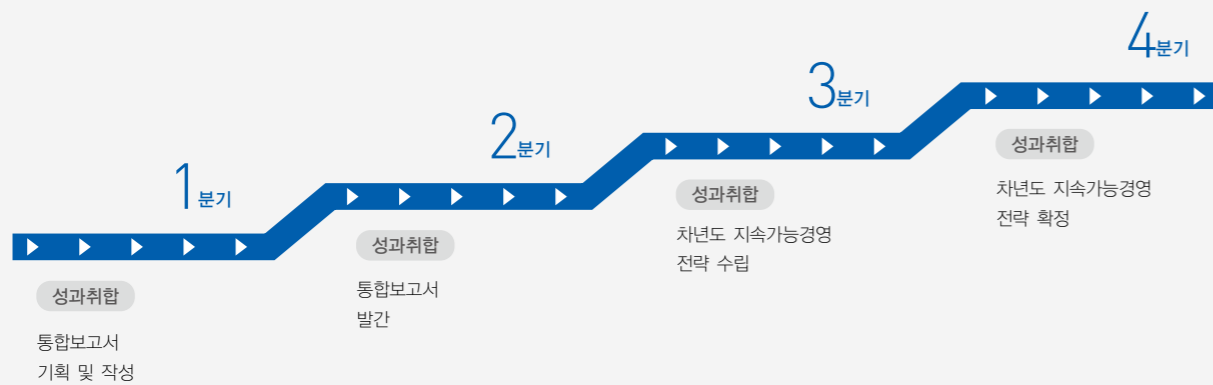 1분기
성과취합
통합보고서
기획 및 작성
2분기
성과취합
통합보고서
발간
3분기
성과취합
차년도 지속가능경영
전략 수립
4분기
성과취합
차년도 지속가능경영
전략 확정